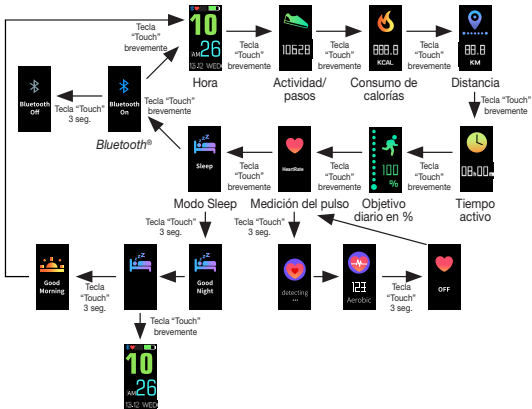 Tecla
"Touch"
brevemente
10
AM 26
13.12 WED
Hora
Tecla
"Touch"
brevemente
10628
Actividad/
pasos
Tecla
"Touch"
brevemente
888.8
KCAL
Consumo de
calorías
Tecla
"Touch"
brevemente
88.8
KM
Distancia
Tecla "Touch"
brevemente
Bluetooth
Off
Tecla "Touch"
3 seg.
Bluetooth
On
Bluetooth®
Tecla "Touch"
brevemente
Sleep
Modo Sleep
Tecla
"Touch"
brevemente
HeartRate
Medición del pulso
Tecla
"Touch"
brevemente
100
%
Objetivo
diario en %
Tecla
"Touch"
brevemente
08h00m
Tiempo
activo
Tecla "Touch"
3 seg.
Tecla "Touch"
3 seg.
Good
Morning
Tecla
"Touch"
3 seg.
Good
Night
detecting
...
123
Aerobic
Tecla
"Touch"
3 seg.
OFF
Tecla "Touch"
brevemente
10
AM 26
13.12 WED